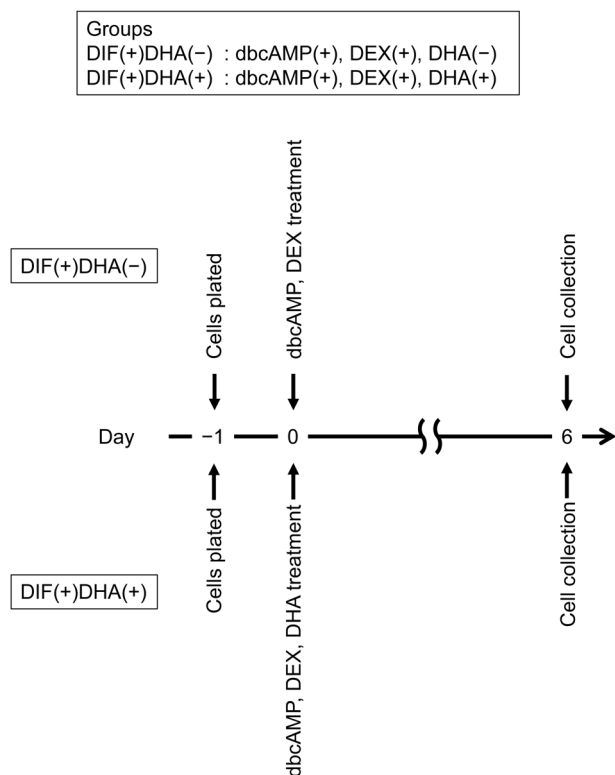 Groups
DIF(+)DHA(−) : dbcAMP(+), DEX(+), DHA(−)
DIF(+)DHA(+) : dbcAMP(+), DEX(+), DHA(+)
DIF(+)DHA(−)
Cells plated
dbcAMP, DEX treatment
Cell collection
Day −1 0 6
DIF(+)DHA(+)
Cells plated
dbcAMP, DEX, DHA treatment
Cell collection